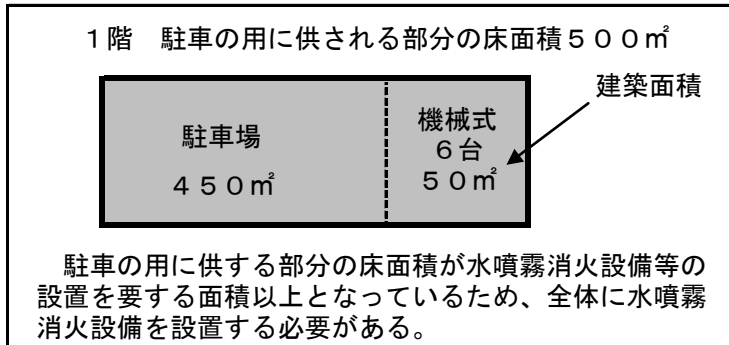 １階　駐車の用に供される部分の床面積５００㎡
建築面積
駐車場
４５０㎡
機械式
６台
５０㎡
駐車の用に供する部分の床面積が水噴霧消火設備等の
設置を要する面積以上となっているため、全体に水噴霧
消火設備を設置する必要がある。